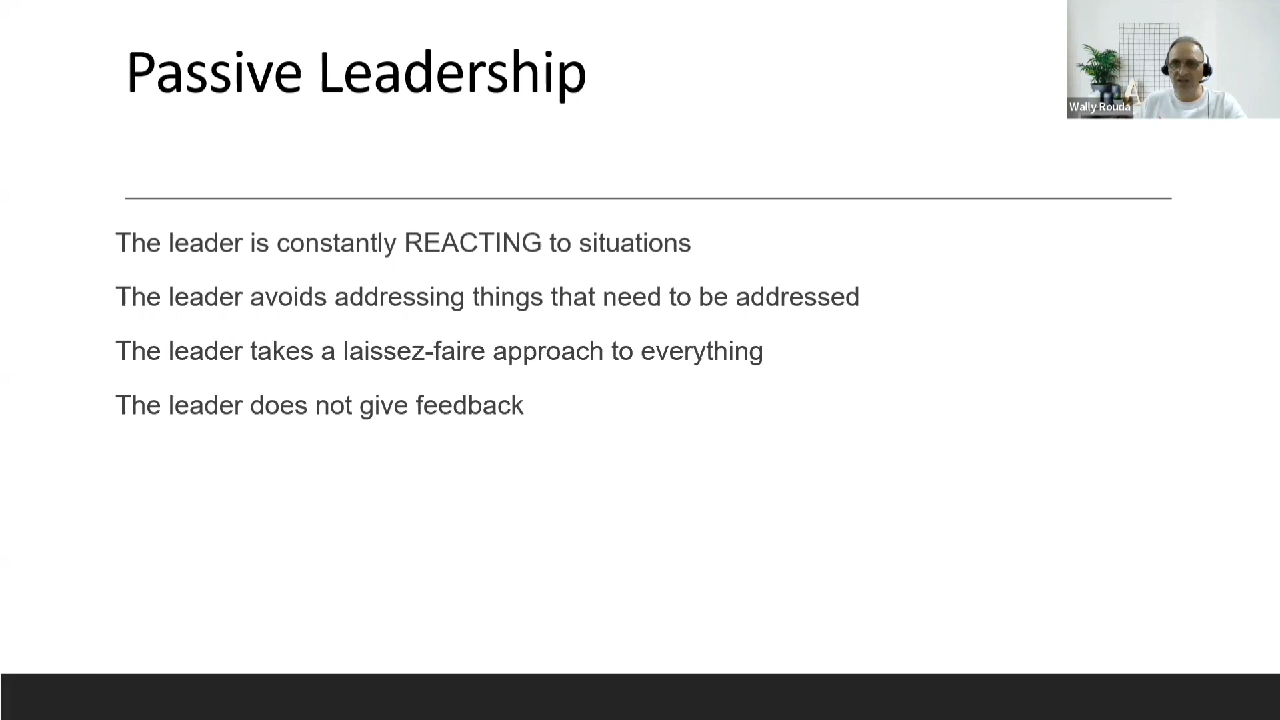 Passive Leadership
Wally Rouda
The leader is constantly REACTING to situations
The leader avoids addressing things that need to be addressed
The leader takes a laissez-faire approach to everything
The leader does not give feedback